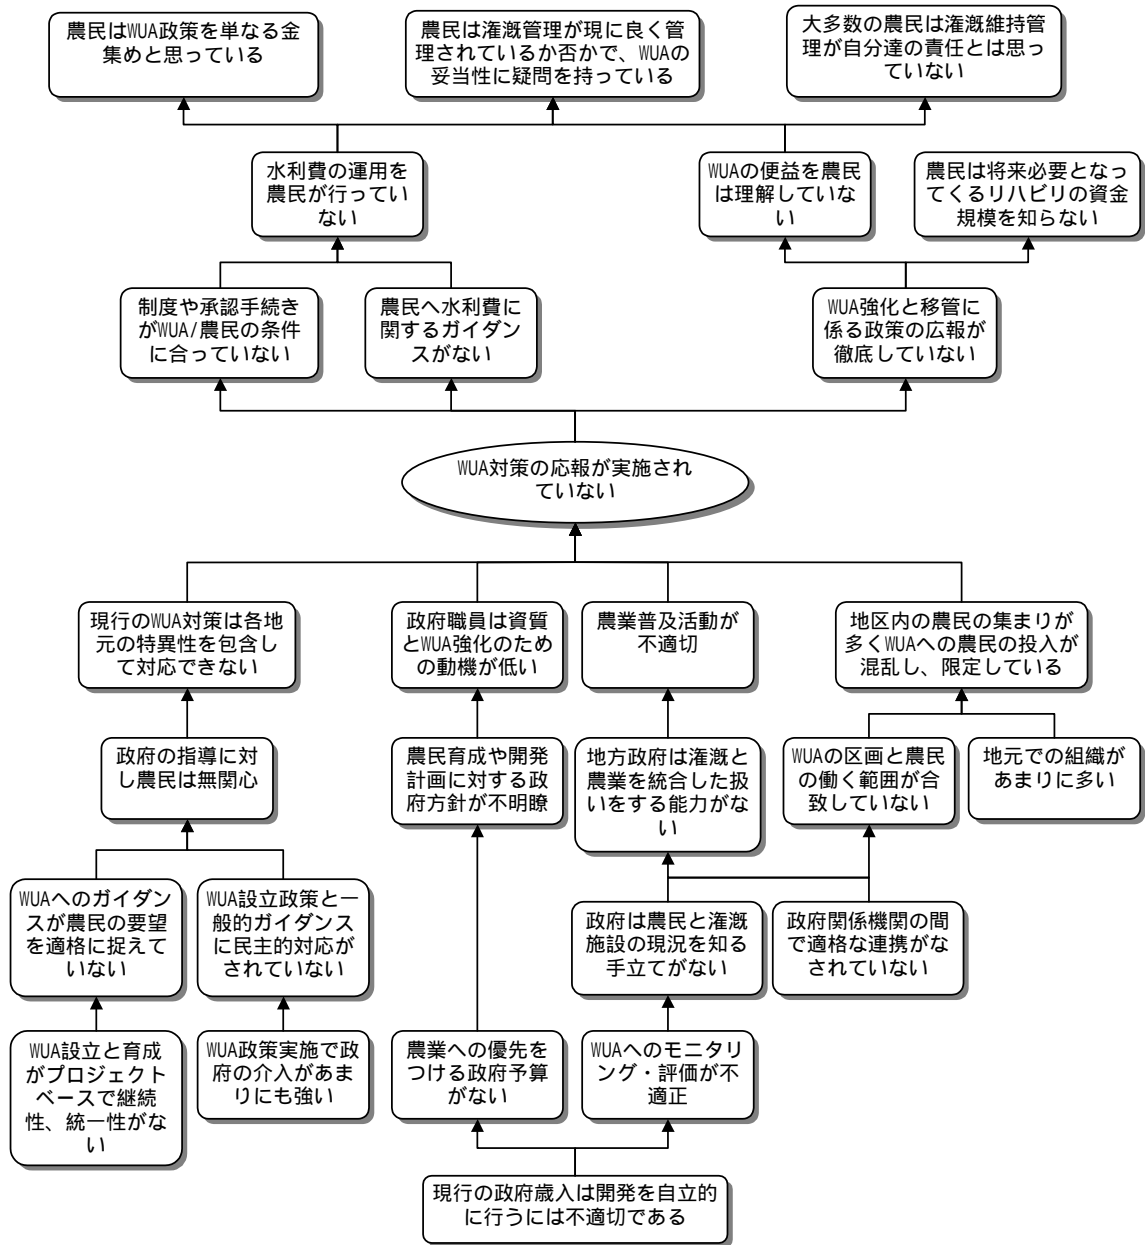 農民はWUA政策を単なる金
集めと思っている
農民は灌漑管理が現に良く管
理されているか否かで、WUAの
妥当性に疑問を持っている
大多数の農民は灌漑維持管
理が自分達の責任とは思っ
ていない
水利費の運用を
農民が行ってい
ない
WUAの便益を農民
は理解していな
い
農民は将来必要となっ
てくるリハビリの資金
規模を知らない
制度や承認手続き
がWUA/農民の条件
に合っていない
農民へ水利費に
関するガイダン
スがない
WUA強化と移管に
係る政策の広報が
徹底していない
WUA対策の応報が実施され
ていない
現行のWUA対策は各地
元の特異性を包含し
て対応できない
政府職員は資質
とWUA強化のため
の動機が低い
農業普及活動が
不適切
地区内の農民の集まりが
多くWUAへの農民の投入が
混乱し、限定している
政府の指導に対
し農民は無関心
農民育成や開発
計画に対する政
府方針が不明瞭
地方政府は灌漑と
農業を統合した扱
いをする能力がな
い
WUAの区画と農民
の働く範囲が合
致していない
地元での組織が
あまりに多い
WUAへのガイダン
スが農民の要望
を適格に捉えて
いない
WUA設立政策と一
般的ガイダンス
に民主的対応が
されていない
政府は農民と灌漑
施設の現況を知る
手立てがない
政府関係機関の間
で適格な連携がな
されていない
WUA設立と育成
がプロジェクト
ベースで継続
性、統一性がな
い
WUA政策実施で政
府の介入があま
りにも強い
農業への優先を
つける政府予算
がない
WUAへのモニタリ
ング・評価が不
適正
現行の政府歳入は開発を自立的
に行うには不適切である